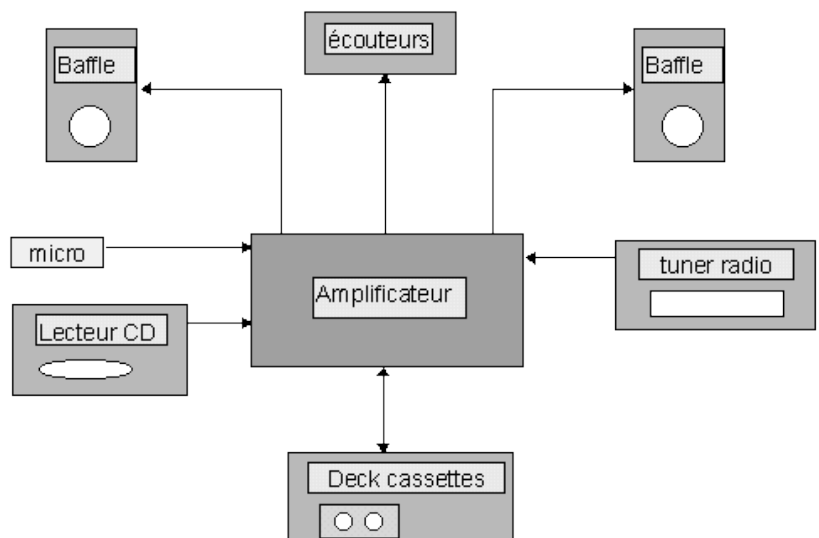 écouteurs
Baffle
Baffle
micro
tuner radio
Amplificateur
Lecteur CD
Deck cassettes